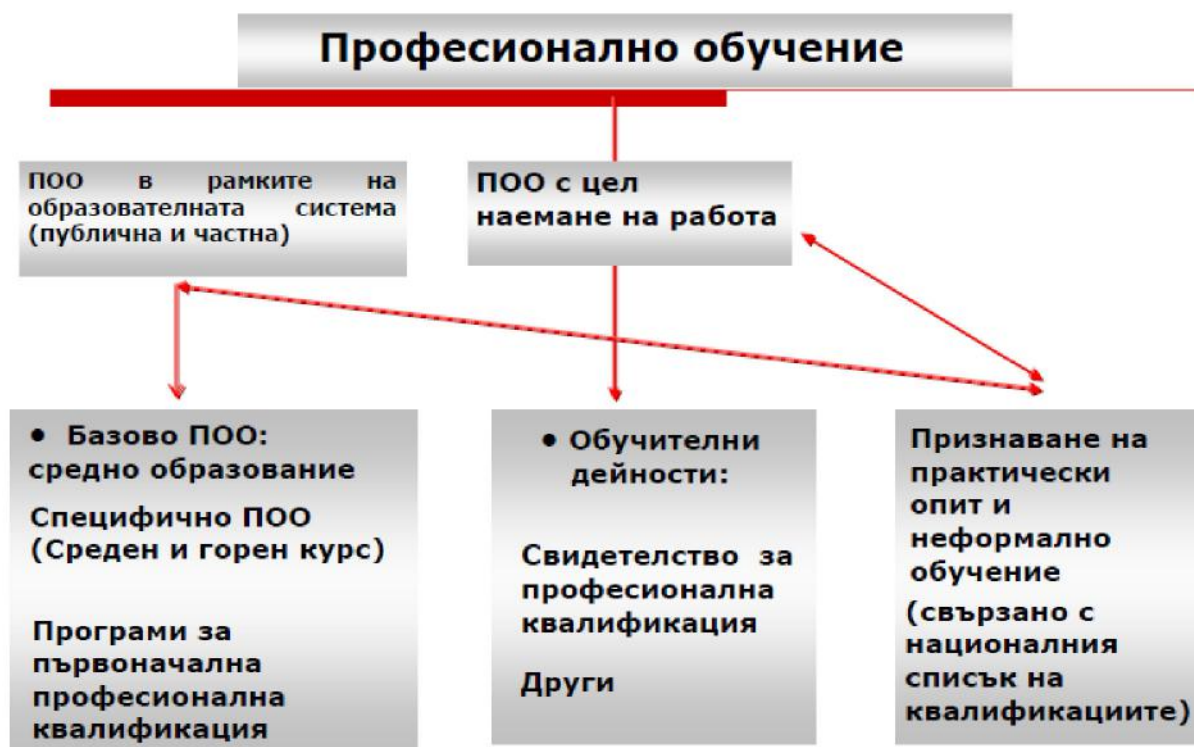 Професионално обучение
ПОО в рамките на
образователната система
(публична и частна)
ПОО с цел
наемане на работа
• Базово ПОО:
средно образование
Специфично ПОО
(Среден и горен курс)
Програми за
първоначална
професионална
квалификация
• Обучителни
дейности:
Свидетелство за
професионална
квалификация
Други
Признаване на
практически
опит и
неформално
обучение
(свързано с
националния
списък на
квалификациите)